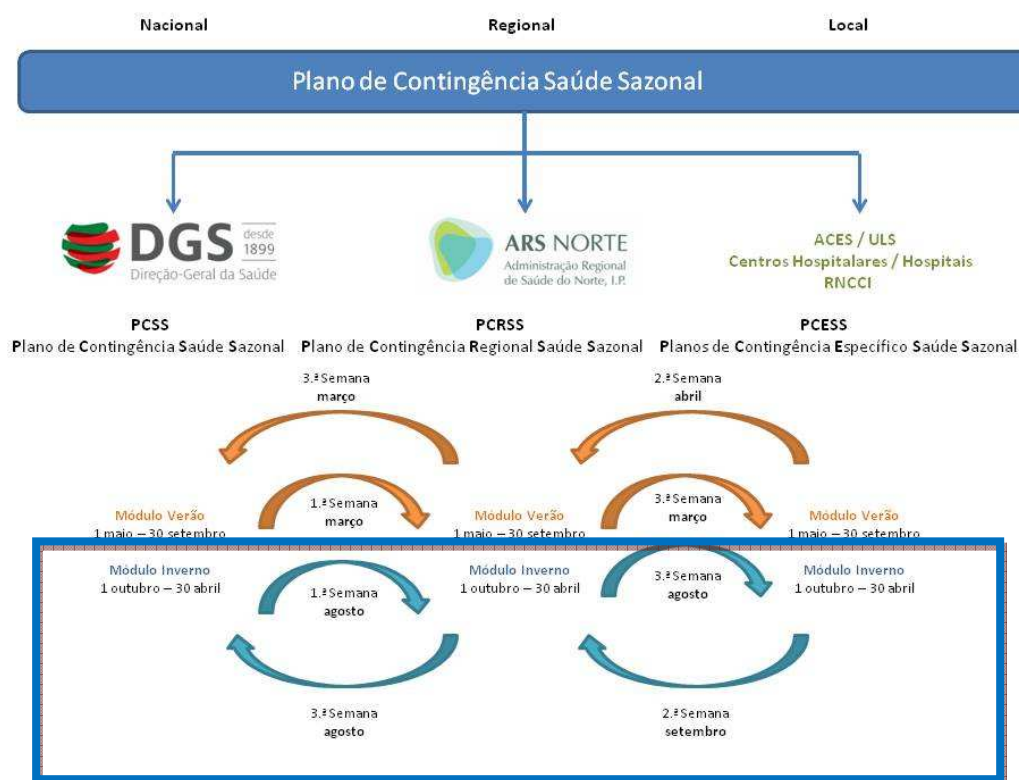 Nacional
Regional
Local
Plano de Contingência Saúde Sazonal
DGS desde 1899
Direção-Geral da Saúde
ARS NORTE
Administração Regional
de Saúde do Norte, I.P.
ACES / ULS
Centros Hospitalares / Hospitais
RNCCI
PCSS
Plano de Contingência Saúde Sazonal
PCRSS
Plano de Contingência Regional Saúde Sazonal
PCESS
Planos de Contingência Específico Saúde Sazonal
3.ª Semana
março
2.ª Semana
abril
1.ª Semana
março
3.ª Semana
março
Módulo Verão
1 maio – 30 setembro
Módulo Verão
1 maio – 30 setembro
Módulo Verão
1 maio – 30 setembro
Módulo Inverno
1 outubro – 30 abril
1.ª Semana
agosto
Módulo Inverno
1 outubro – 30 abril
3.ª Semana
agosto
Módulo Inverno
1 outubro – 30 abril
3.ª Semana
agosto
2.ª Semana
setembro